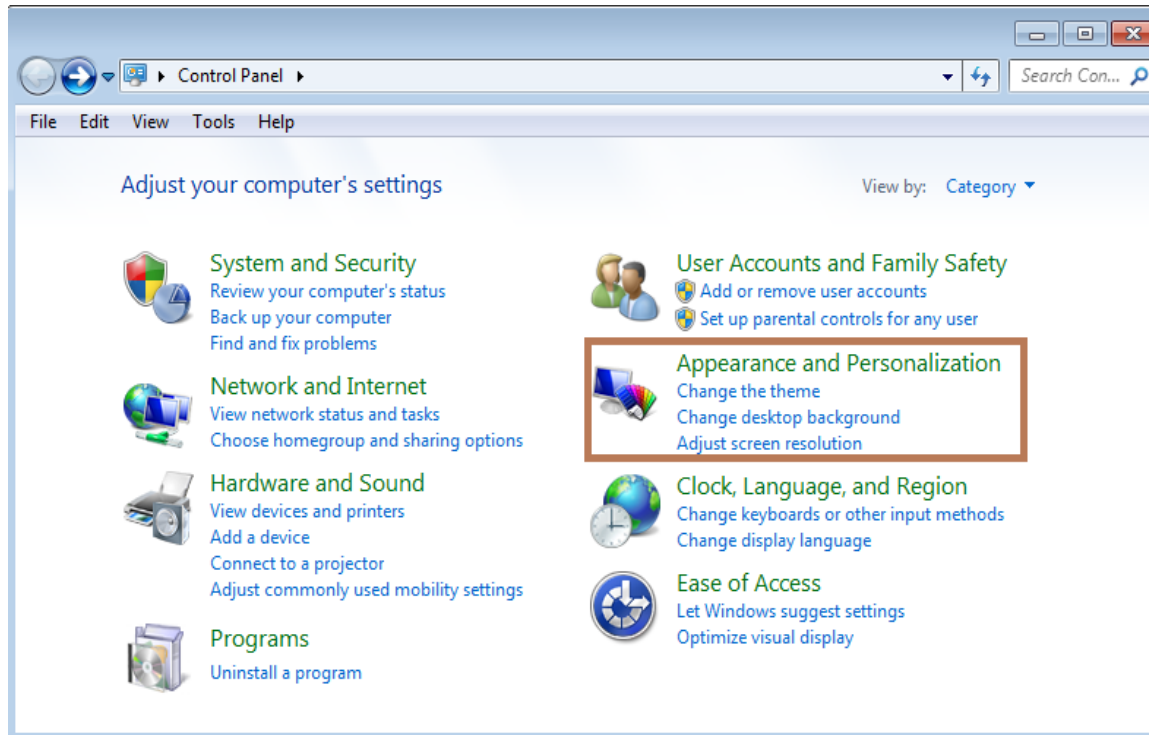 Control Panel
Search Con...
File Edit View Tools Help
Adjust your computer's settings
View by: Category
System and Security
Review your computer's status
Back up your computer
Find and fix problems
Network and Internet
View network status and tasks
Choose homegroup and sharing options
Hardware and Sound
View devices and printers
Add a device
Connect to a projector
Adjust commonly used mobility settings
Programs
Uninstall a program
User Accounts and Family Safety
Add or remove user accounts
Set up parental controls for any user
Appearance and Personalization
Change the theme
Change desktop background
Adjust screen resolution
Clock, Language, and Region
Change keyboards or other input methods
Change display language
Ease of Access
Let Windows suggest settings
Optimize visual display